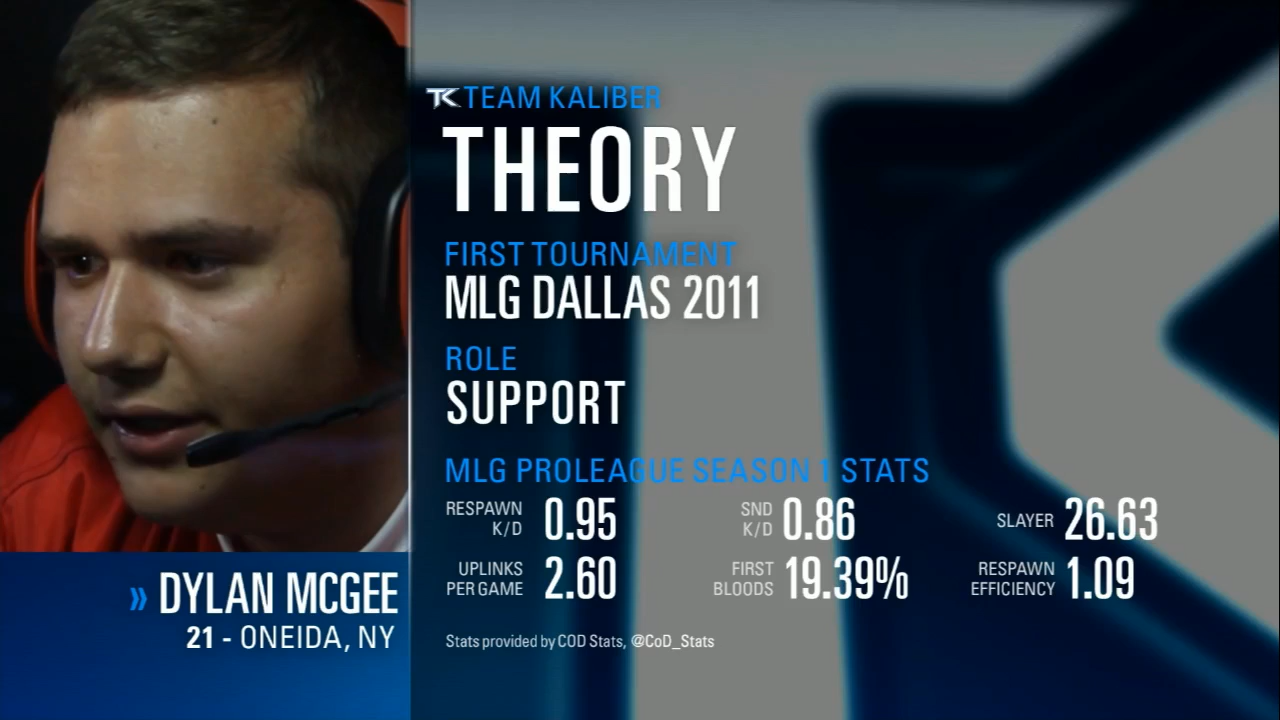 TK TEAM KALIBER
THEORY
FIRST TOURNAMENT
MLG DALLAS 2011
ROLE
SUPPORT
MLG PROLEAGUE SEASON 1 STATS
RESPAWN K/D 0.95
SND K/D 0.86
SLAYER 26.63
UPLINKS PER GAME 2.60
FIRST BLOODS 19.39%
RESPAWN EFFICIENCY 1.09
Stats provided by COD Stats, @CoD_Stats
» DYLAN MCGEE
21 - ONEIDA, NY